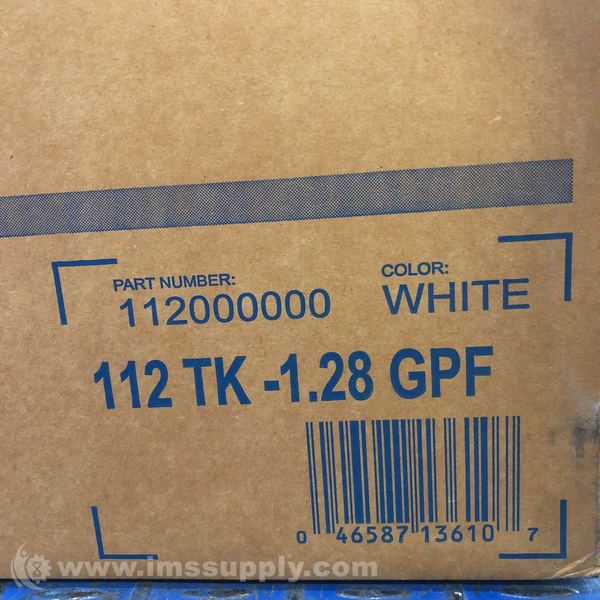 PART NUMBER:
112000000
COLOR:
WHITE
112 TK -1.28 GPF
0 46587 13610 7
www.imssupply.com